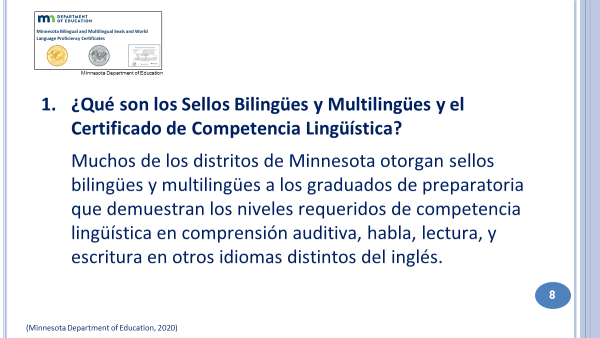 mn DEPARTMENT
OF EDUCATION
Minnesota Bilingual and Multilingual Seals and World
Language Proficiency Certificates
Minnesota Department of Education
1. ¿Qué son los Sellos Bilingües y Multilingües y el
Certificado de Competencia Lingüística?
Muchos de los distritos de Minnesota otorgan sellos
bilingües y multilingües a los graduados de preparatoria
que demuestran los niveles requeridos de competencia
lingüística en comprensión auditiva, habla, lectura, y
escritura en otros idiomas distintos del inglés.
8
(Minnesota Department of Education, 2020)